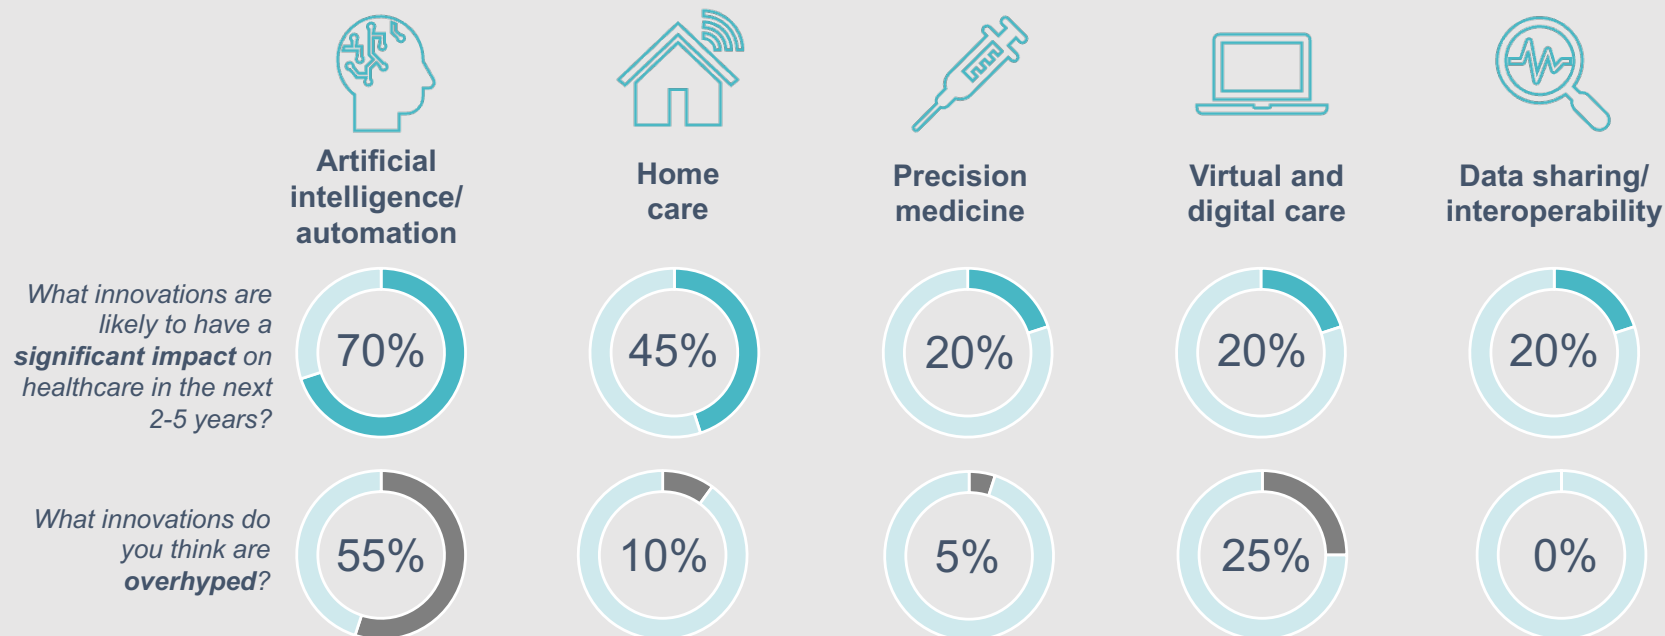 Artificial
intelligence/
automation
Home
care
Precision
medicine
Virtual and
digital care
Data sharing/
interoperability
What innovations are
likely to have a
significant impact on
healthcare in the next
2-5 years?
70%
45%
20%
20%
20%
What innovations do
you think are
overhyped?
55%
10%
5%
25%
0%